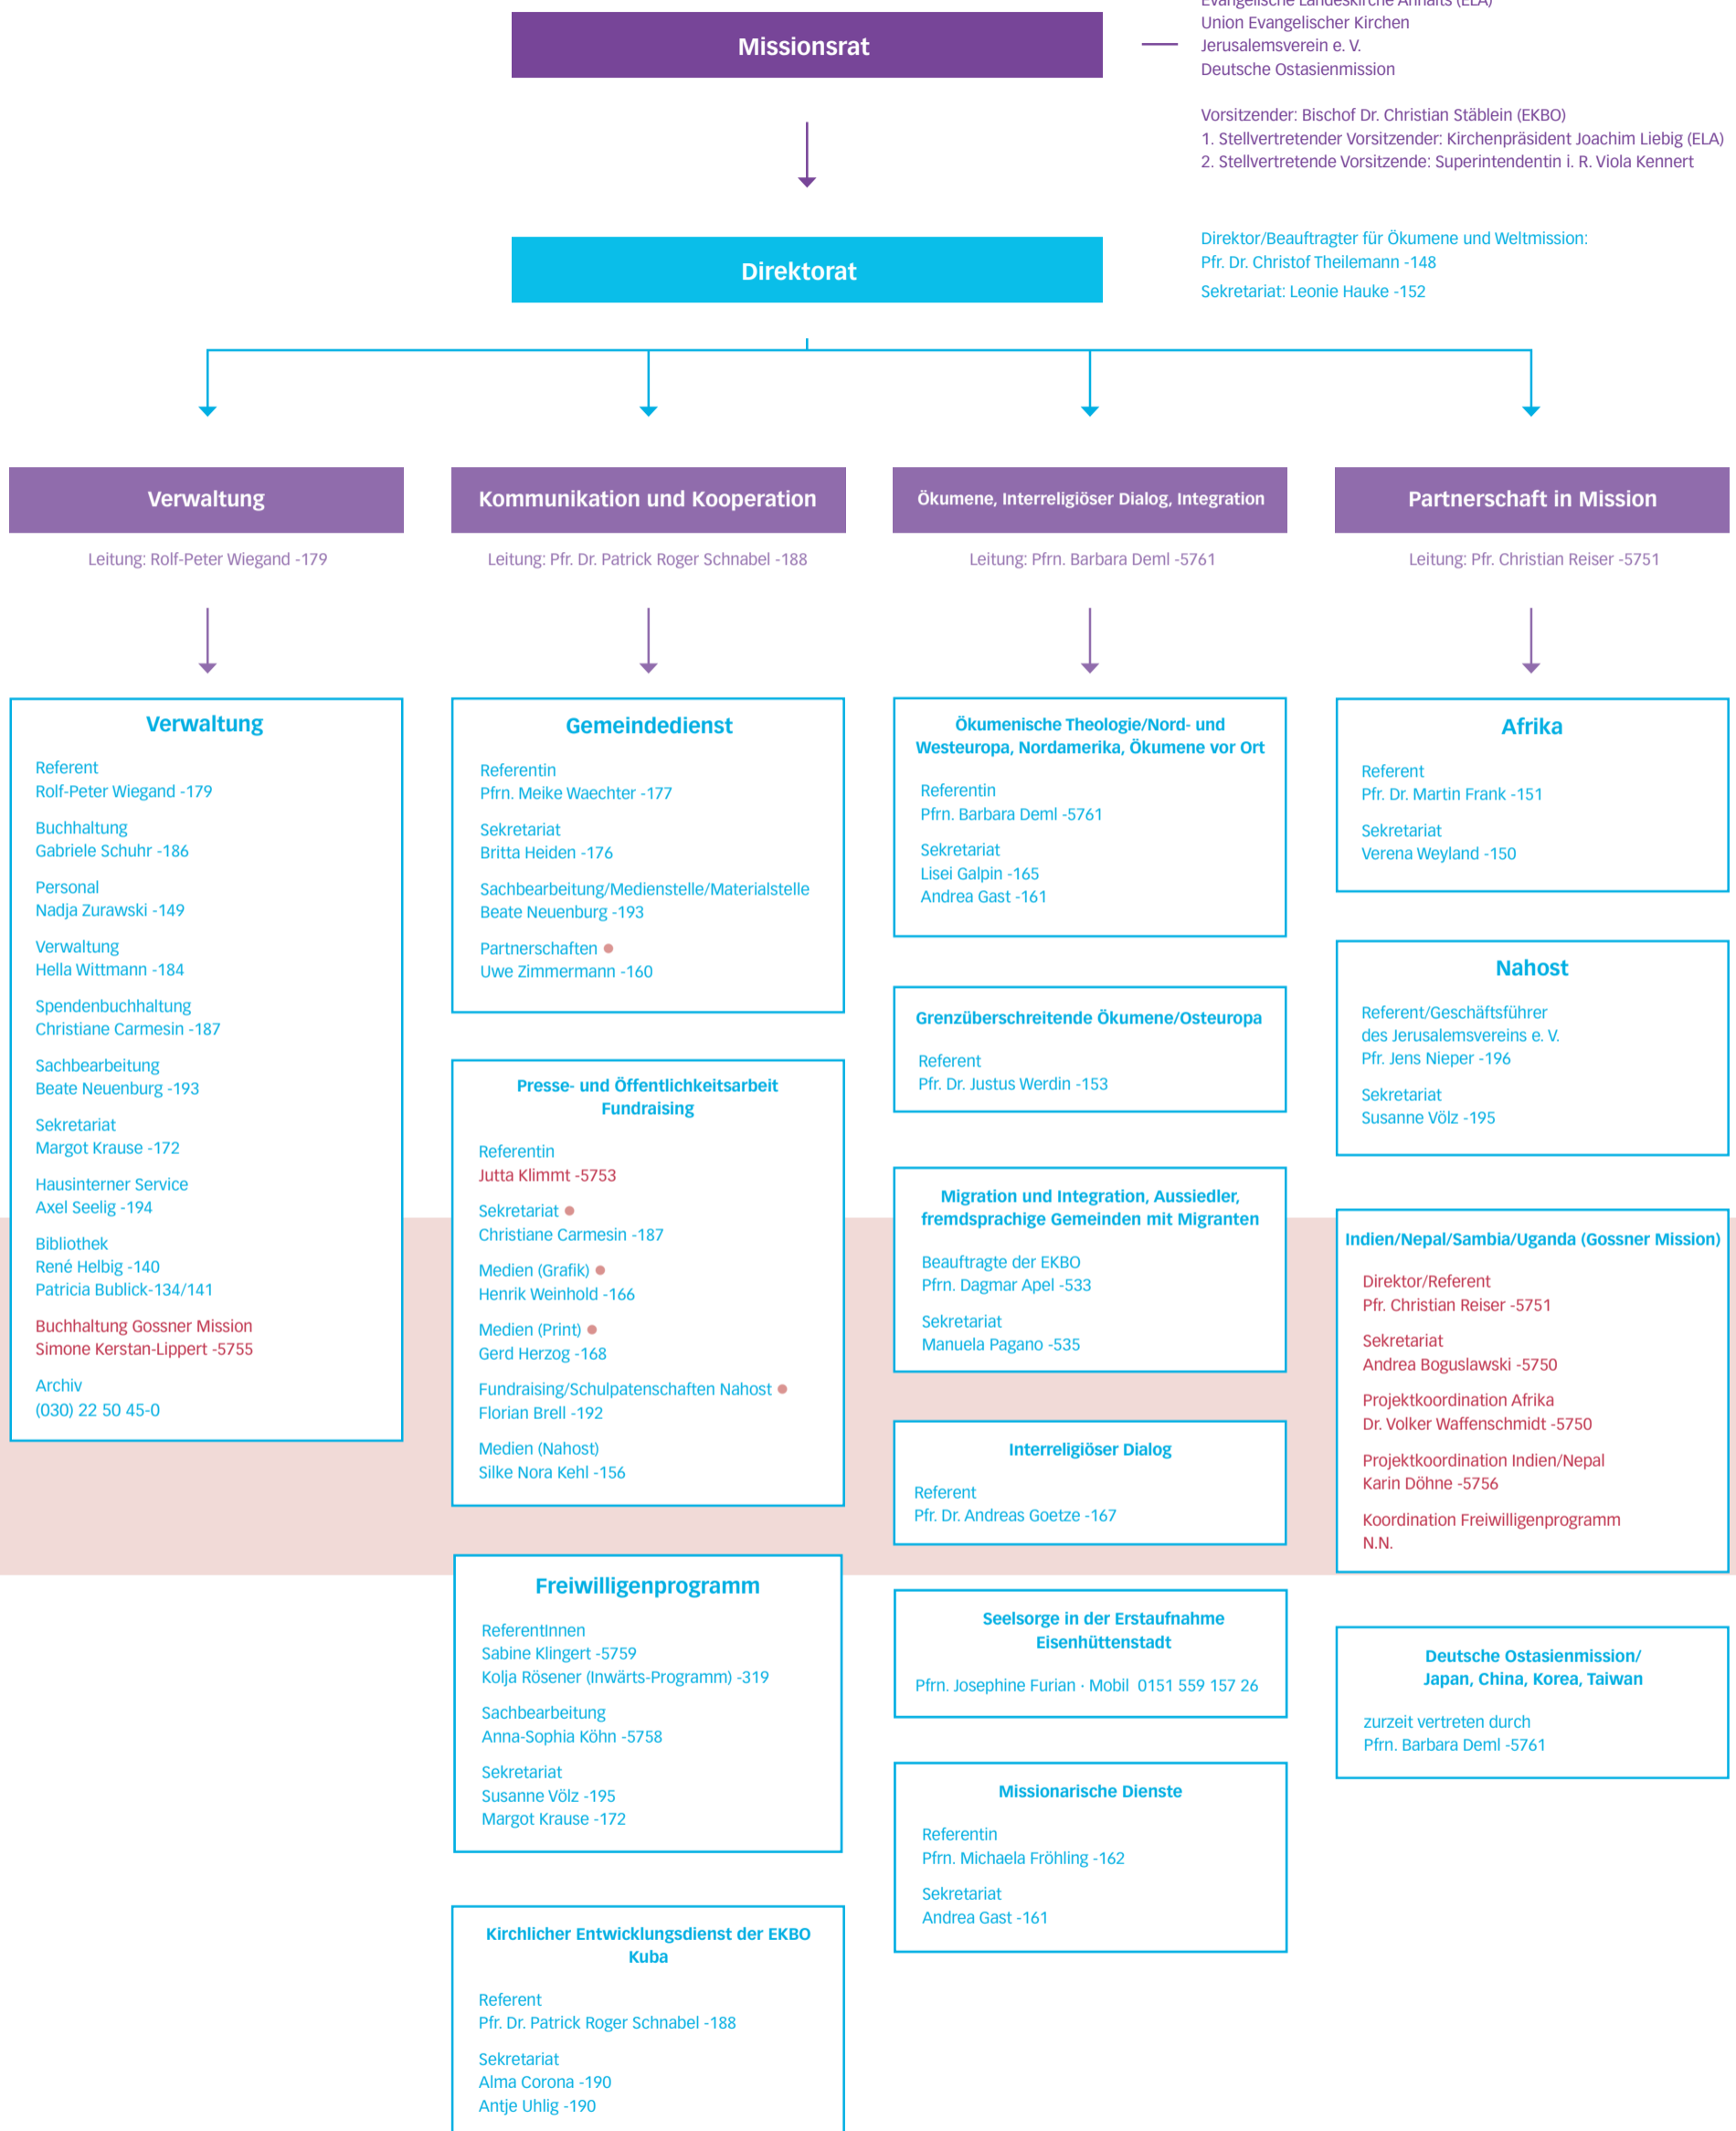 Evangelische Landeskirche Anhalts (ELA)
Missionsrat
Union Evangelischer Kirchen
Jerusalemsverein e. V.
Deutsche Ostasienmission
Vorsitzender: Bischof Dr. Christian Stäblein (EKBO)
1. Stellvertretender Vorsitzender: Kirchenpräsident Joachim Liebig (ELA)
2. Stellvertretende Vorsitzende: Superintendentin i. R. Viola Kennert
Direktorat
Direktor/Beauftragter für Ökumene und Weltmission:
Pfr. Dr. Christof Theilemann -148
Sekretariat: Leonie Hauke -152
Verwaltung
Leitung: Rolf-Peter Wiegand -179
Verwaltung
Referent
Rolf-Peter Wiegand -179
Buchhaltung
Gabriele Schuhr -186
Personal
Nadja Zurawski -149
Verwaltung
Hella Wittmann -184
Spendenbuchhaltung
Christiane Carmesin -187
Sachbearbeitung
Beate Neuenburg -193
Sekretariat
Margot Krause -172
Hausinterner Service
Axel Seelig -194
Bibliothek
René Helbig -140
Patricia Bublick-134/141
Buchhaltung Gossner Mission
Simone Kerstan-Lippert -5755
Archiv
(030) 22 50 45-0
Kommunikation und Kooperation
Leitung: Pfr. Dr. Patrick Roger Schnabel -188
Gemeindedienst
Referentin
Pfrn. Meike Waechter -177
Sekretariat
Britta Heiden -176
Sachbearbeitung/Medienstelle/Materialstelle
Beate Neuenburg -193
Partnerschaften
Uwe Zimmermann -160
Presse- und Öffentlichkeitsarbeit
Fundraising
Referentin
Jutta Klimmt -5753
Sekretariat
Christiane Carmesin -187
Medien (Grafik)
Henrik Weinhold -166
Medien (Print)
Gerd Herzog -168
Fundraising/Schulpatenschaften Nahost
Florian Brell -192
Medien (Nahost)
Silke Nora Kehl -156
Freiwilligenprogramm
ReferentInnen
Sabine Klingert -5759
Kolja Rösener (Inwärts-Programm) -319
Sachbearbeitung
Anna-Sophia Köhn -5758
Sekretariat
Susanne Völz -195
Margot Krause -172
Kirchlicher Entwicklungsdienst der EKBO
Kuba
Referent
Pfr. Dr. Patrick Roger Schnabel -188
Sekretariat
Alma Corona -190
Antje Uhlig -190
Ökumene, Interreligiöser Dialog, Integration
Leitung: Pfrn. Barbara Deml -5761
Ökumenische Theologie/Nord- und
Westeuropa, Nordamerika, Ökumene vor Ort
Referentin
Pfrn. Barbara Deml -5761
Sekretariat
Lisei Galpin -165
Andrea Gast -161
Grenzüberschreitende Ökumene/Osteuropa
Referent
Pfr. Dr. Justus Werdin -153
Migration und Integration, Aussiedler,
fremdsprachige Gemeinden mit Migranten
Beauftragte der EKBO
Pfrn. Dagmar Apel -533
Sekretariat
Manuela Pagano -535
Interreligiöser Dialog
Referent
Pfr. Dr. Andreas Goetze -167
Seelsorge in der Erstaufnahme
Eisenhüttenstadt
Pfrn. Josephine Furian · Mobil 0151 559 157 26
Missionarische Dienste
Referentin
Pfrn. Michaela Fröhling -162
Sekretariat
Andrea Gast -161
Partnerschaft in Mission
Leitung: Pfr. Christian Reiser -5751
Afrika
Referent
Pfr. Dr. Martin Frank -151
Sekretariat
Verena Weyland -150
Nahost
Referent/Geschäftsführer
des Jerusalemsvereins e. V.
Pfr. Jens Nieper -196
Sekretariat
Susanne Völz -195
Indien/Nepal/Sambia/Uganda (Gossner Mission)
Direktor/Referent
Pfr. Christian Reiser -5751
Sekretariat
Andrea Boguslawski -5750
Projektkoordination Afrika
Dr. Volker Waffenschmidt -5750
Projektkoordination Indien/Nepal
Karin Döhne -5756
Koordination Freiwilligenprogramm
N.N.
Deutsche Ostasienmission/
Japan, China, Korea, Taiwan
zurzeit vertreten durch
Pfrn. Barbara Deml -5761